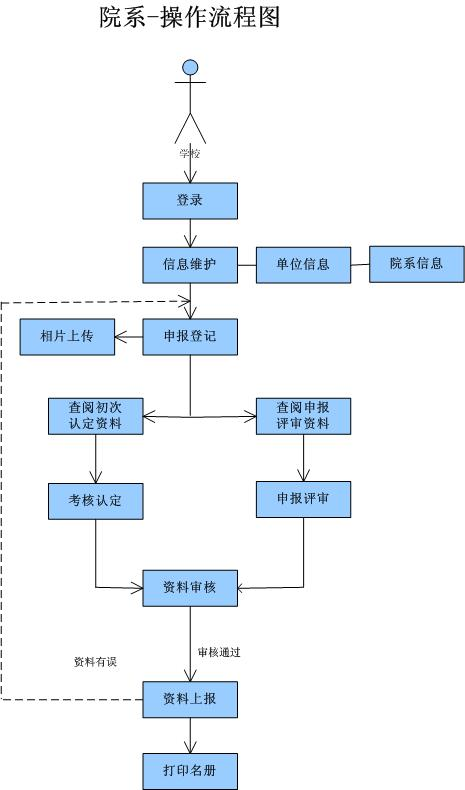 院系-操作流程图
学校
登录
信息维护
单位信息
院系信息
相片上传
申报登记
查阅初次
认定资料
查阅申报
评审资料
考核认定
申报评审
资料审核
审核通过
资料有误
资料上报
打印名册